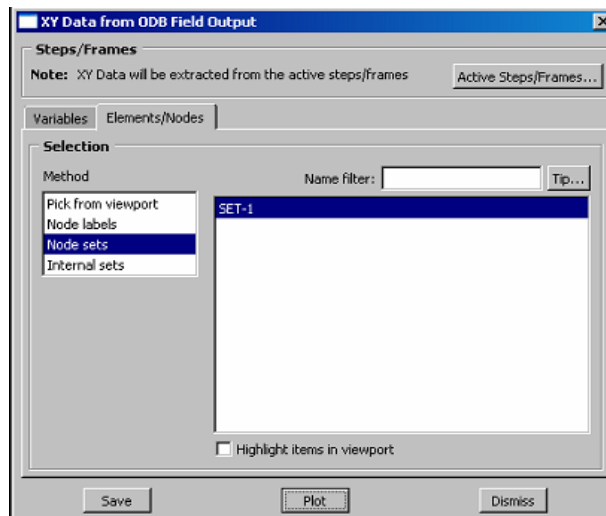 XY Data from ODB Field Output
Steps/Frames
Note: XY Data will be extracted from the active steps/frames
Active Steps/Frames...
Variables
Elements/Nodes
Selection
Method
Name filter:
Tip...
Pick from viewport
Node labels
Node sets
Internal sets
SET-1
Highlight items in viewport
Save
Plot
Dismiss